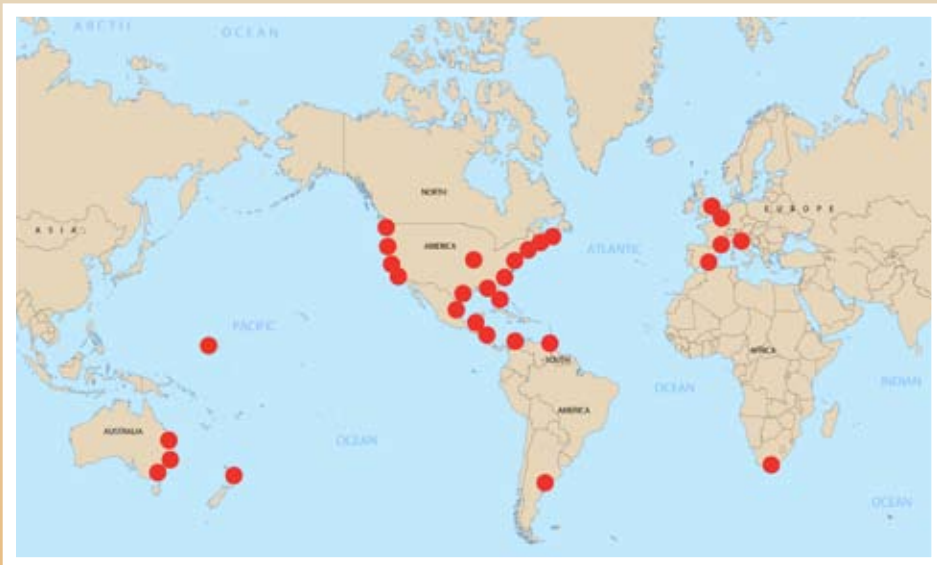 ARCTIC
OCEAN
NORTH
ASIA
EUROPE
AMERICA
ATLANTIC
PACIFIC
AFRICA
SOUTH
INDIAN
OCEAN
AMERICA
AUSTRALIA
OCEAN
OCEAN